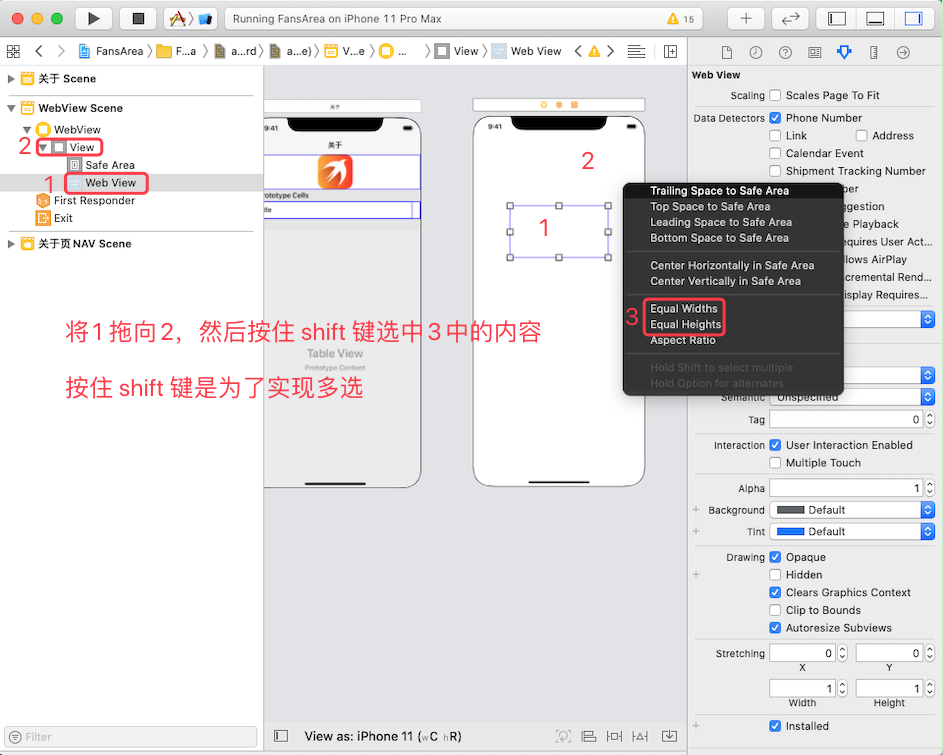 Running FansArea on iPhone 11 Pro Max
15
FansArea
F...a
a...rd)
a...e)
V...e
...
View
Web View
关于 Scene
WebView Scene
WebView
2
View
Safe Area
1
Web View
First Responder
Exit
关于页 NAV Scene
Filter
关于
9:41
关于
Prototype Cells
Table View
Prototype Content
9:41
2
1
Trailing Space to Safe Area
Top Space to Safe Area
Leading Space to Safe Area
Bottom Space to Safe Area
Center Horizontally in Safe Area
Center Vertically in Safe Area
3
Equal Widths
Equal Heights
Aspect Ratio
Hold Shift to select multiple
Hold Option for alternates
将1拖向2，然后按住 shift 键选中3中的内容
按住 shift 键是为了实现多选
View as: iPhone 11 (wC hR)
Web View
Scaling Scales Page To Fit
Data Detectors Phone Number
Link Address
Calendar Event
Shipment Tracking Number
ber
ggestion
e Playback
equires User Act...
llows AirPlay
ncremental Rend...
isplay Requires...
Semantic Unspecified
Tag 0
Interaction User Interaction Enabled
Multiple Touch
Alpha 1
Background Default
Tint Default
Drawing Opaque
Hidden
Clears Graphics Context
Clip to Bounds
Autoresize Subviews
Stretching 0 0
X Y
1 1
Width Height
Installed